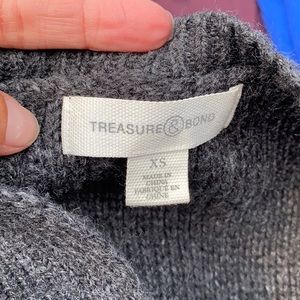 TREASURE & BOND
XS
MADE IN
CHINA
FABRIQUÉ EN
CHINE